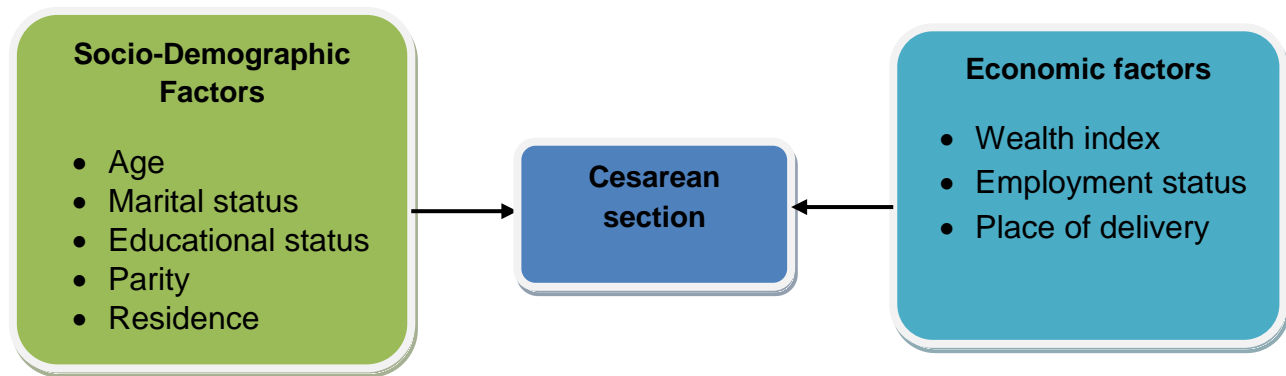 Socio-Demographic
Factors
• Age
• Marital status
• Educational status
• Parity
• Residence
Cesarean
section
Economic factors
• Wealth index
• Employment status
• Place of delivery